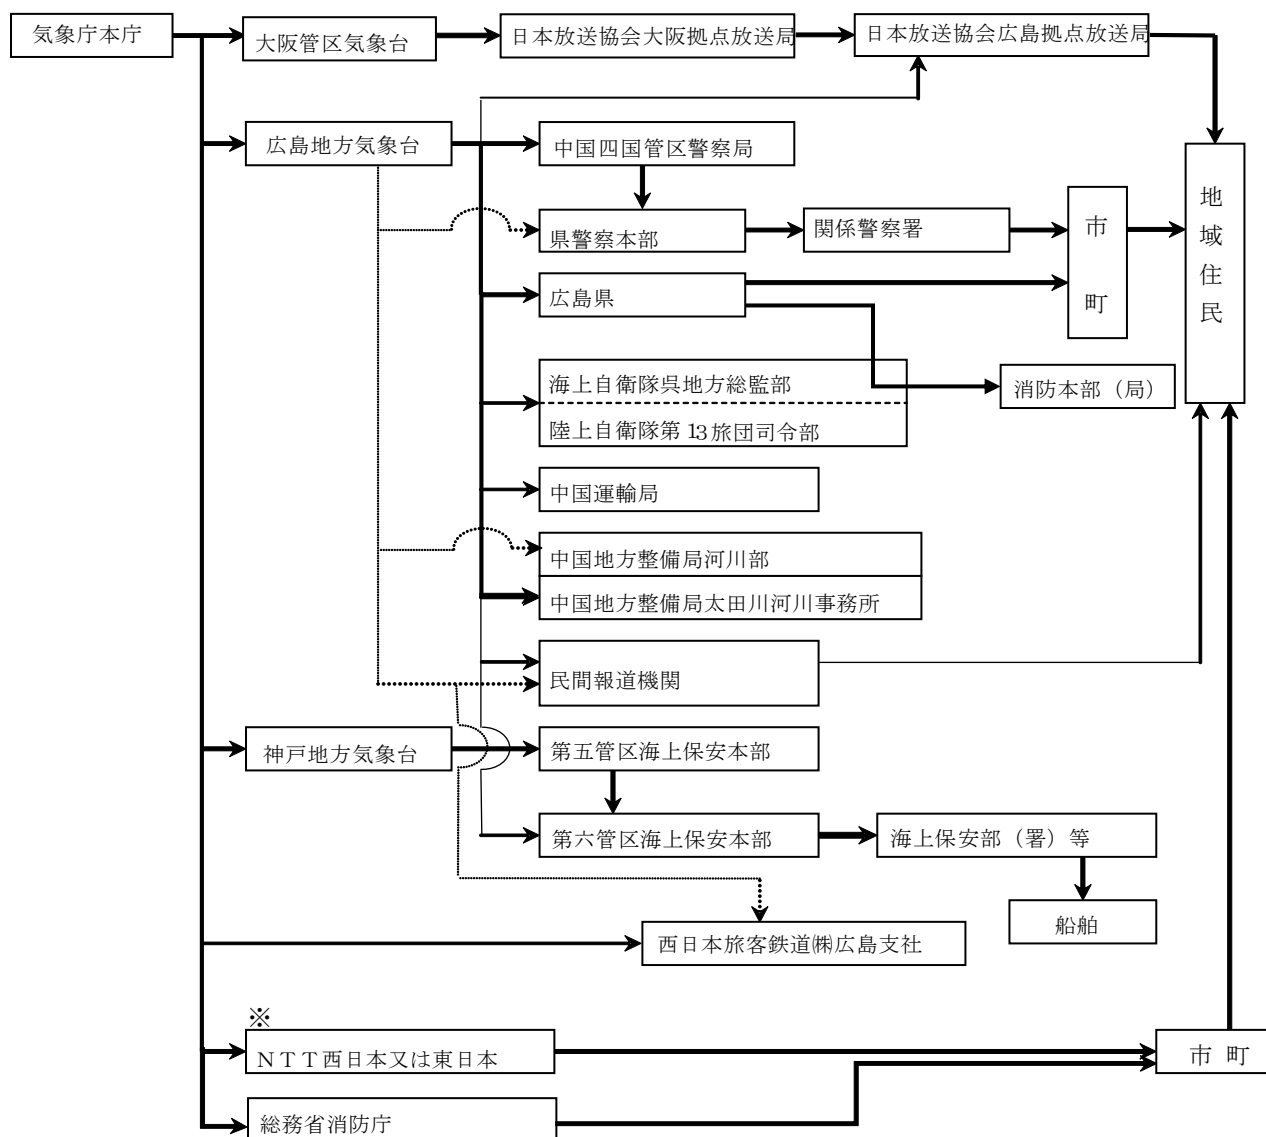 気象庁本庁
大阪管区気象台
日本放送協会大阪拠点放送局
日本放送協会広島拠点放送局
広島地方気象台
中国四国管区警察局
県警察本部
関係警察署
市町
地域住民
広島県
海上自衛隊呉地方総監部
陸上自衛隊第13旅団司令部
消防本部（局）
中国運輸局
中国地方整備局河川部
中国地方整備局太田川河川事務所
民間報道機関
神戸地方気象台
第五管区海上保安本部
第六管区海上保安本部
海上保安部（署）等
船舶
西日本旅客鉄道㈱広島支社
※
ＮＴＴ西日本又は東日本
市町
総務省消防庁